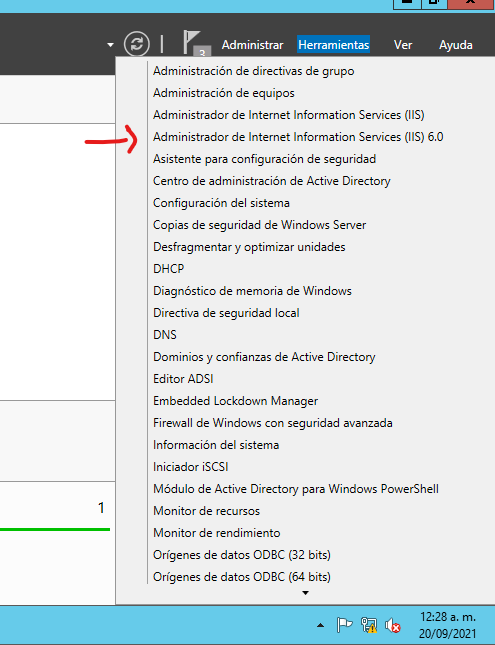 3
Administrar Herramientas Ver Ayuda
Administración de directivas de grupo
Administración de equipos
Administrador de Internet Information Services (IIS)
Administrador de Internet Information Services (IIS) 6.0
Asistente para configuración de seguridad
Centro de administración de Active Directory
Configuración del sistema
Copias de seguridad de Windows Server
Desfragmentar y optimizar unidades
DHCP
Diagnóstico de memoria de Windows
Directiva de seguridad local
DNS
Dominios y confianzas de Active Directory
Editor ADSI
Embedded Lockdown Manager
Firewall de Windows con seguridad avanzada
Información del sistema
Iniciador iSCSI
Módulo de Active Directory para Windows PowerShell
1
Monitor de recursos
Monitor de rendimiento
Orígenes de datos ODBC (32 bits)
Orígenes de datos ODBC (64 bits)
12:28 a. m.
20/09/2021